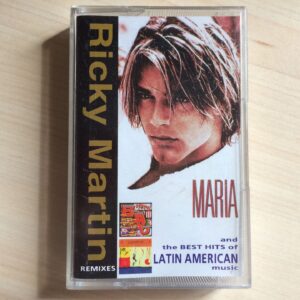 Ricky Martin
REMIXES
MARiA
and
the BEST HITS of
LATIN AMERICAN
music